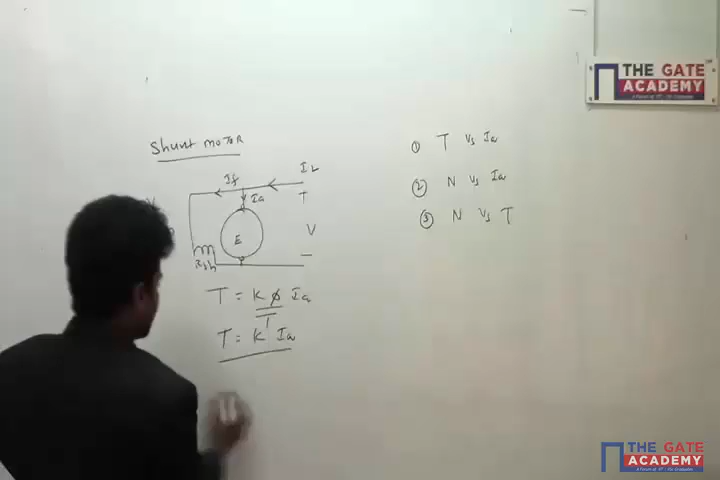 Shunt MOTOR
If
IL
Ia
E
V
Rsh
T = K φ Ia
T = K Ia
① T Vs Ia
② N Vs Ia
③ N Vs T
THE GATE ACADEMY
THE GATE ACADEMY